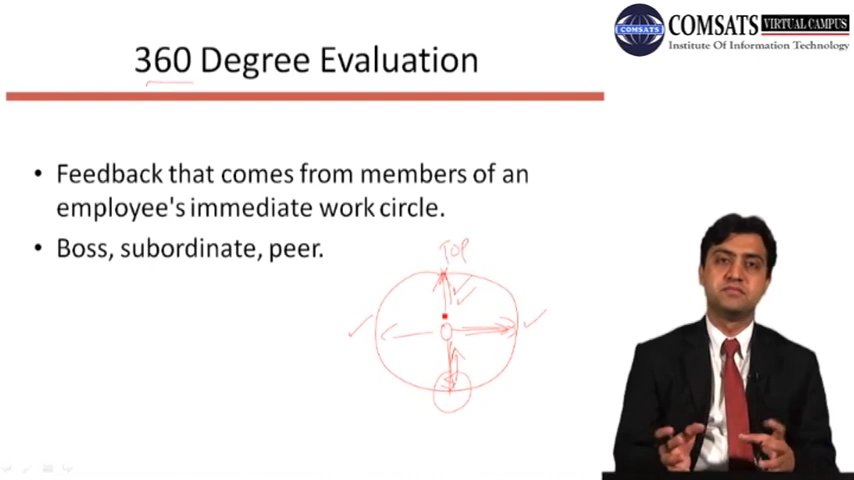 COMSATS VIRTUAL CAMPUS
COMSATS
Institute Of Information Technology
360 Degree Evaluation
• Feedback that comes from members of an
employee's immediate work circle.
• Boss, subordinate, peer.
TOP